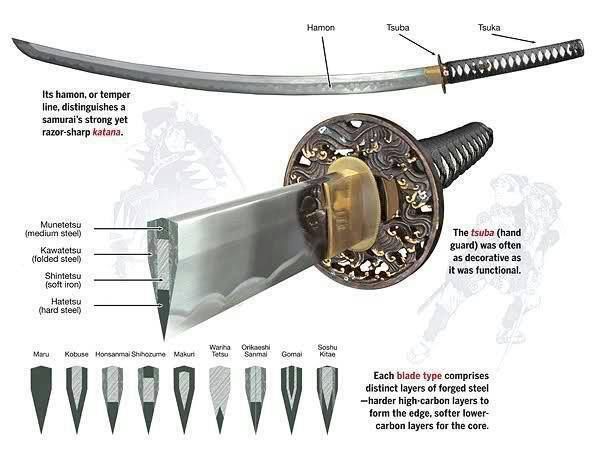 Hamon
Tsuba
Tsuka
Its hamon, or temper
line, distinguishes a
samurai's strong yet
razor-sharp katana.
Munetetsu
(medium steel)
Kawatetsu
(folded steel)
Shintetsu
(soft iron)
Hatetsu
(hard steel)
The tsuba (hand
guard) was often
as decorative as
it was functional.
Maru
Kobuse
Honsanmai
Shihozume
Makuri
Wariha
Tetsu
Orikaeshi
Sanmai
Gomai
Soshu
Kitae
Each blade type comprises
distinct layers of forged steel
—harder high-carbon layers to
form the edge, softer lower-
carbon layers for the core.